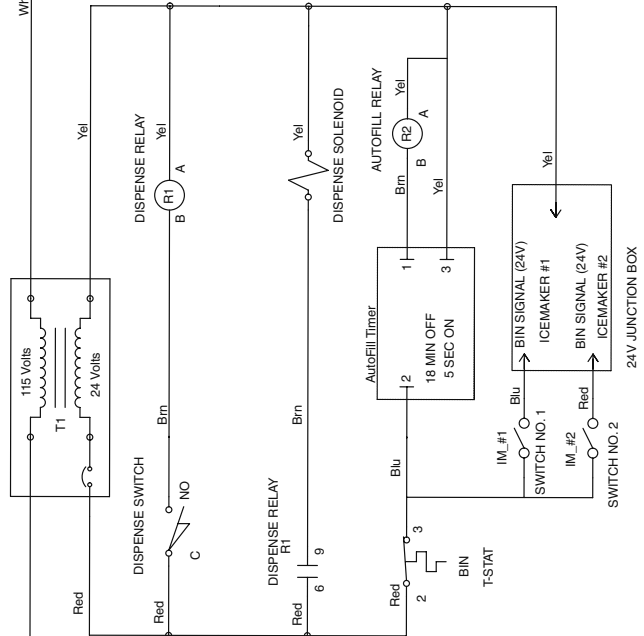 Wh
115 Volts
T1
24 Volts
Yel
Red
DISPENSE SWITCH
Red
C
NO
Brn
DISPENSE RELAY
B
R1
A
Yel
DISPENSE RELAY
R1
Red
6
9
Brn
DISPENSE SOLENOID
Yel
Red
2
3
BIN
T-STAT
Blu
AutoFill Timer
2
18 MIN OFF
5 SEC ON
1
3
Brn
AUTOFILL RELAY
B
R2
A
Yel
Yel
IM_#1
SWITCH NO. 1
Blu
IM_#2
SWITCH NO. 2
Red
BIN SIGNAL (24V)
ICEMAKER #1
BIN SIGNAL (24V)
ICEMAKER #2
Yel
24V JUNCTION BOX